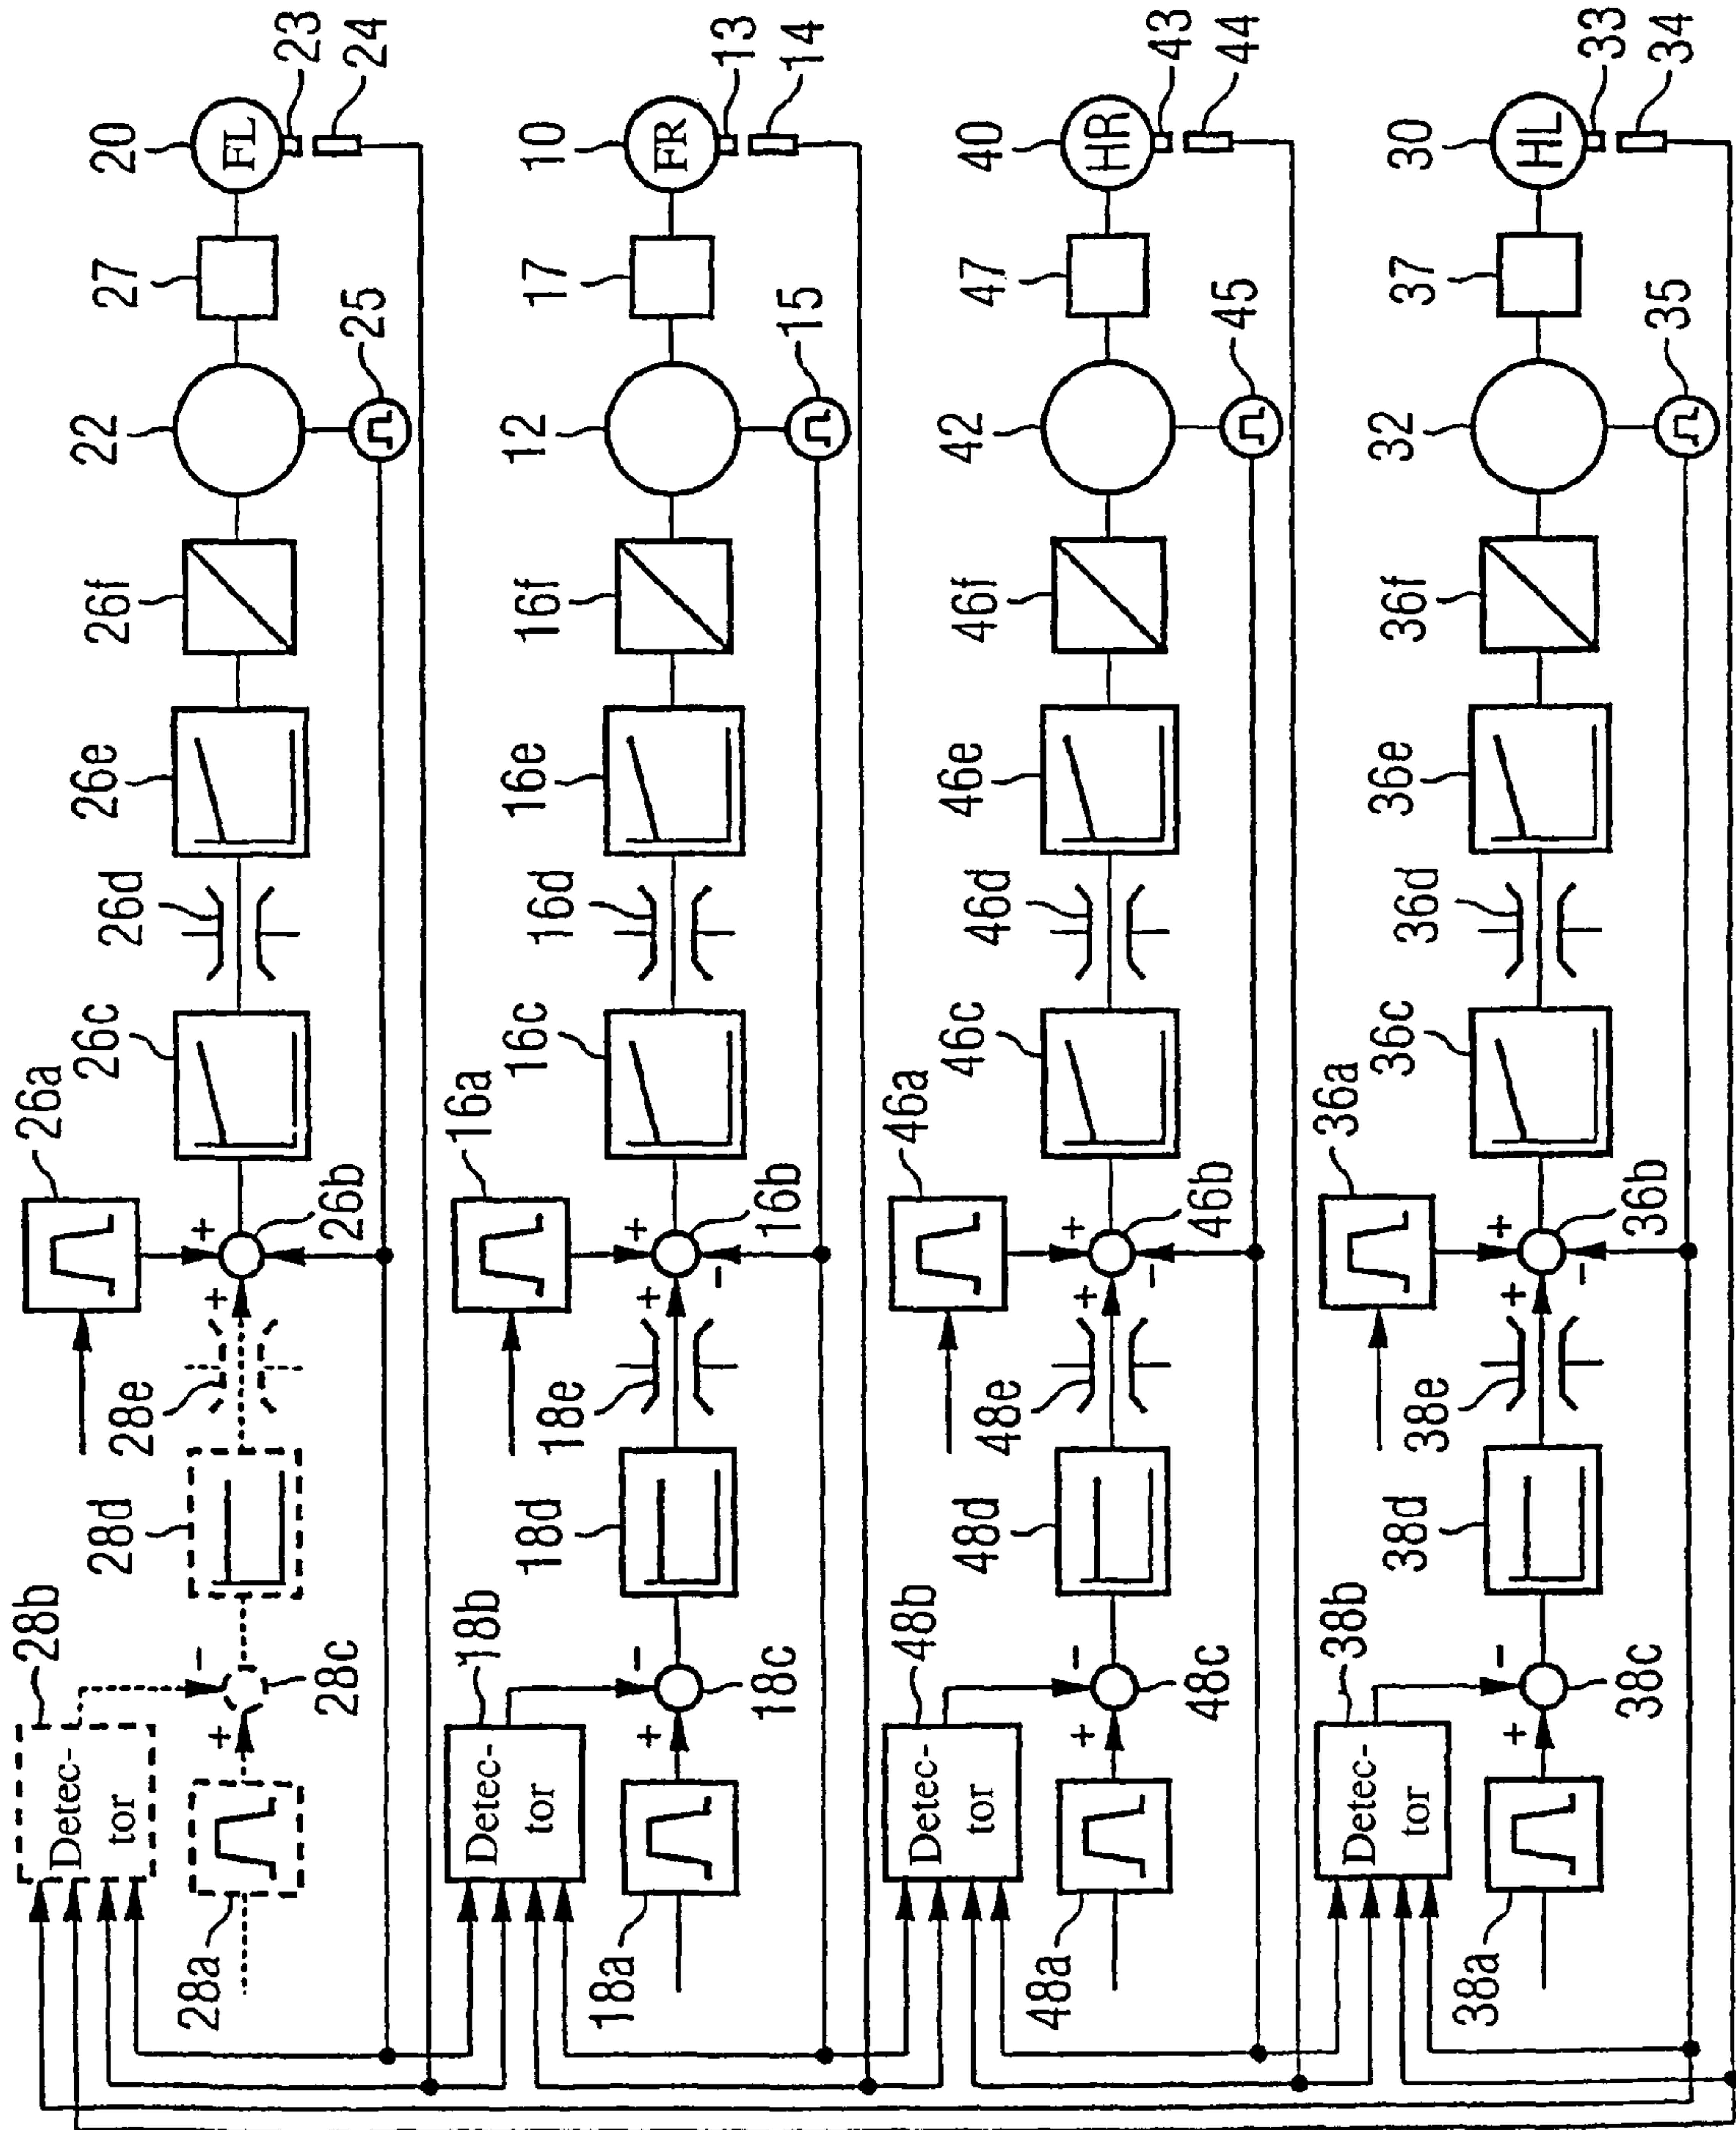 28b
26a
Detec-
tor
28d
28e
26c
26d
26e
26f
22
27
20
23
24
28a
+
−
+
+
FL
25
28c
26b
18b
16a
Detec-
tor
18d
18e
16c
16d
16e
16f
12
17
10
13
14
18a
+
−
+
+
−
FR
15
18c
16b
48b
46a
Detec-
tor
48d
48e
46c
46d
46e
46f
42
47
40
43
44
48a
+
−
+
+
−
HR
45
48c
46b
38b
36a
Detec-
tor
38d
38e
36c
36d
36e
36f
32
37
30
33
34
38a
+
−
+
+
−
HL
35
38c
36b